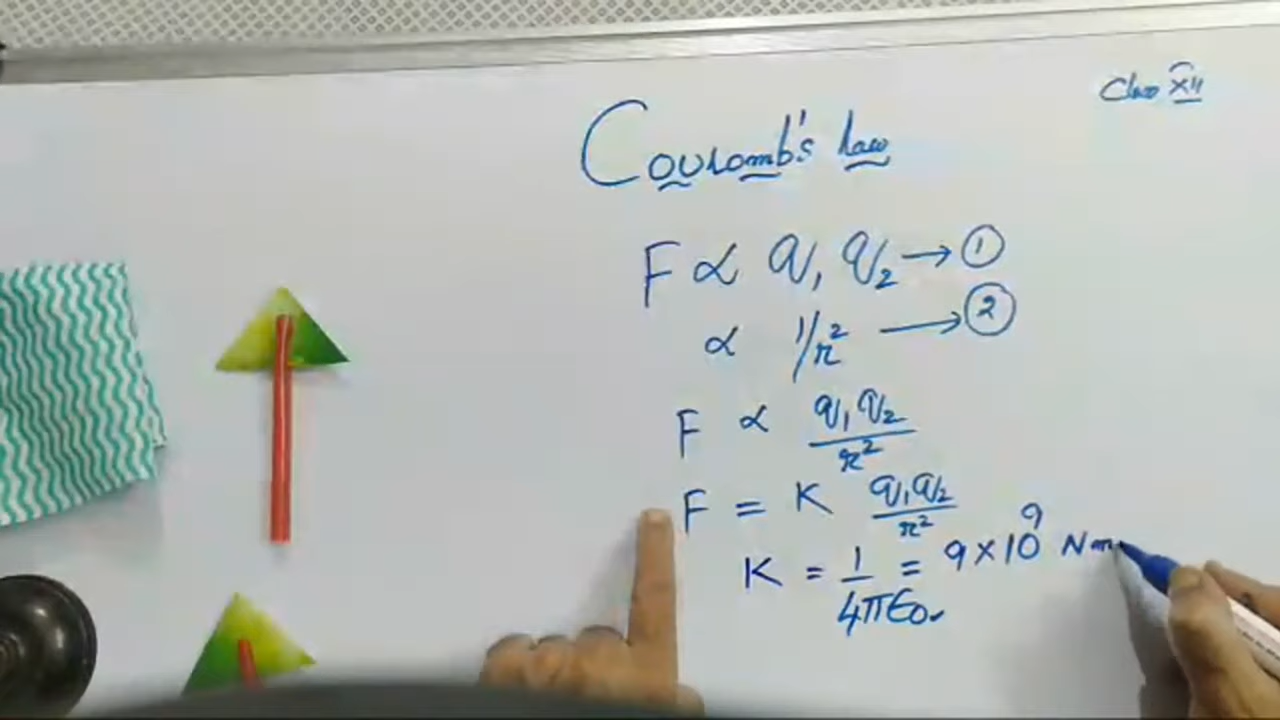 Class XII
Coulomb's law
F ∝ q₁ q₂ → ①
∝ 1/r² → ②
F ∝ q₁q₂/r²
F = K q₁q₂/r²
K = 1/4πϵ₀ = 9×10⁹ Nm